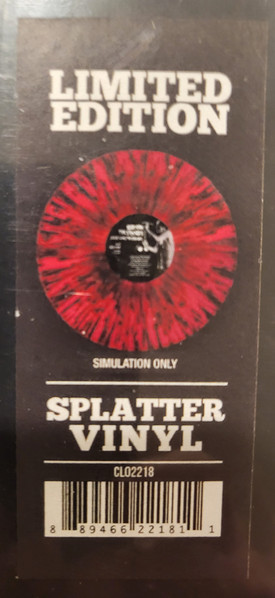 LIMITED
EDITION
SIMULATION ONLY
SPLATTER
VINYL
CLO2218
8 89466 22181 1